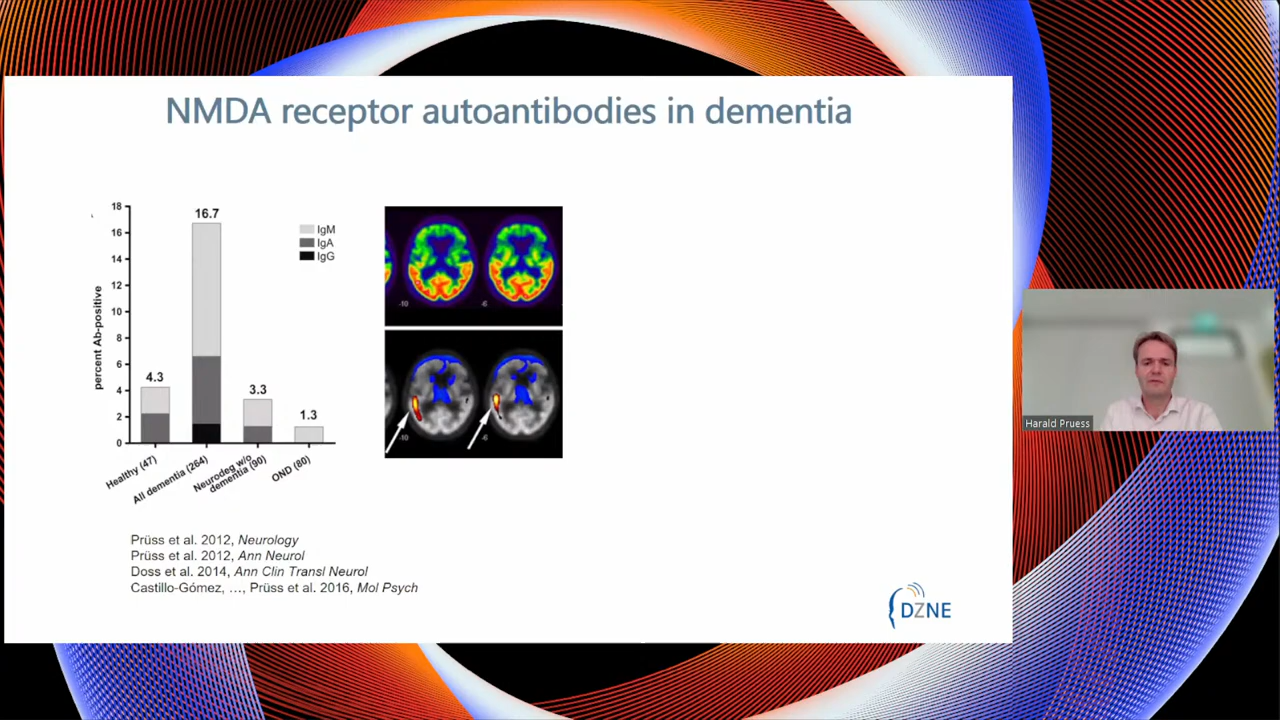 NMDA receptor autoantibodies in dementia
percent Ab-positive
18
16
14
12
10
8
6
4
2
0
4.3
16.7
3.3
1.3
IgM
IgA
IgG
Healthy (47)
All dementia (264)
Neurodeg w/o
dementia (90)
OND (80)
-10
-6
-10
-6
Prüss et al. 2012, Neurology
Prüss et al. 2012, Ann Neurol
Doss et al. 2014, Ann Clin Transl Neurol
Castillo-Gómez, …, Prüss et al. 2016, Mol Psych
DZNE
Harald Pruess